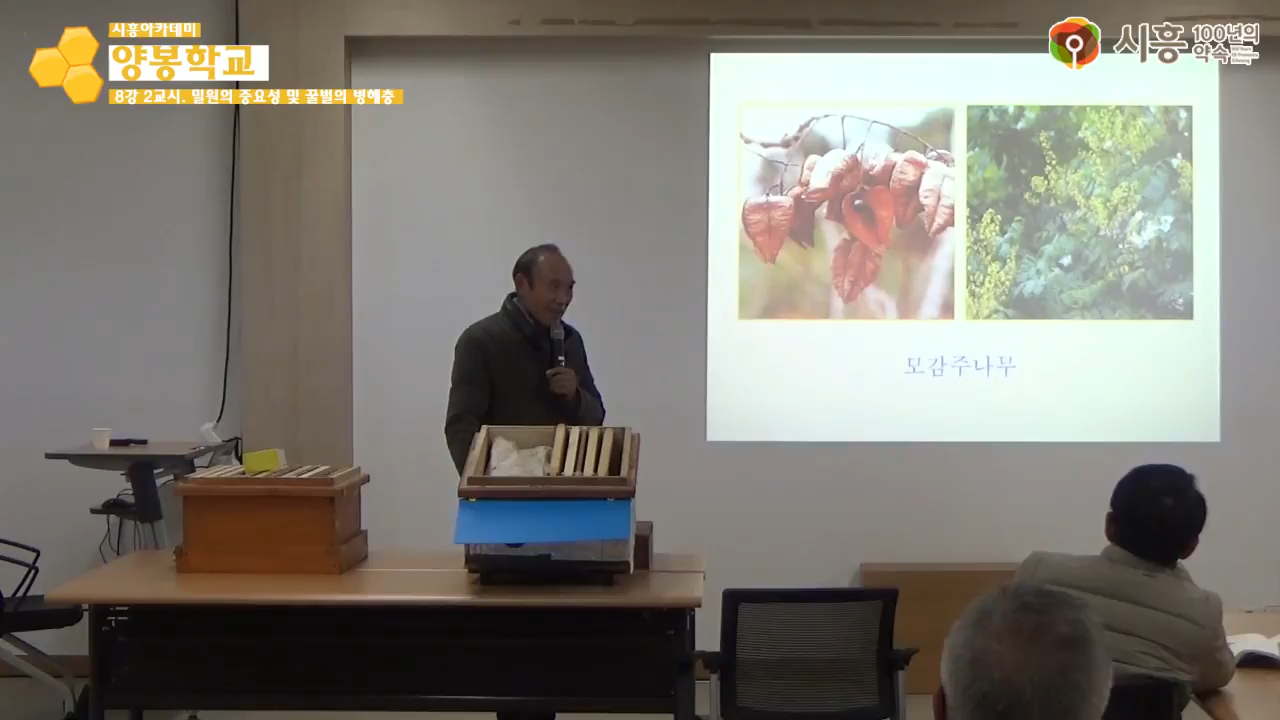 시흥아카데미
양봉학교
8강 2교시. 밀원의 중요성 및 꿀벌의 병해충
시흥 100년의
약속
모감주나무